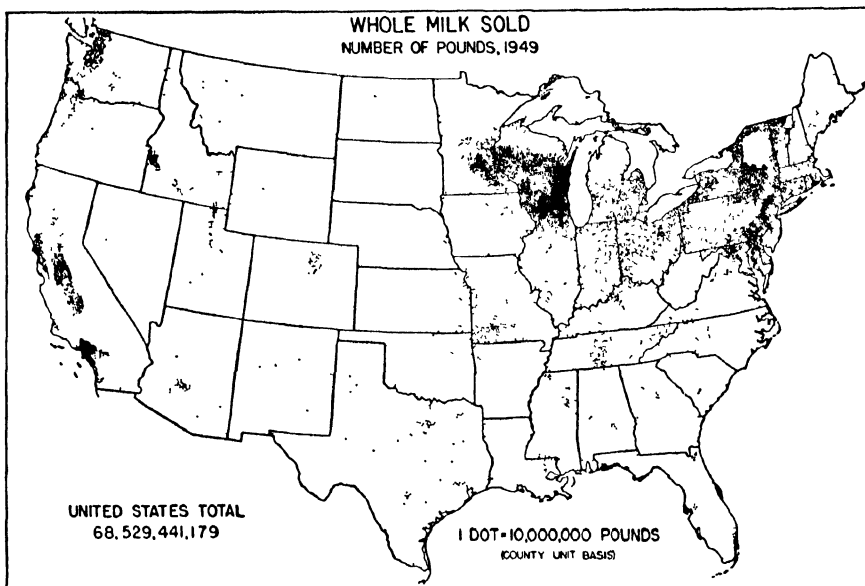 WHOLE MILK SOLD
NUMBER OF POUNDS, 1949
UNITED STATES TOTAL
68,529,441,179
1 DOT=10,000,000 POUNDS
(COUNTY UNIT BASIS)